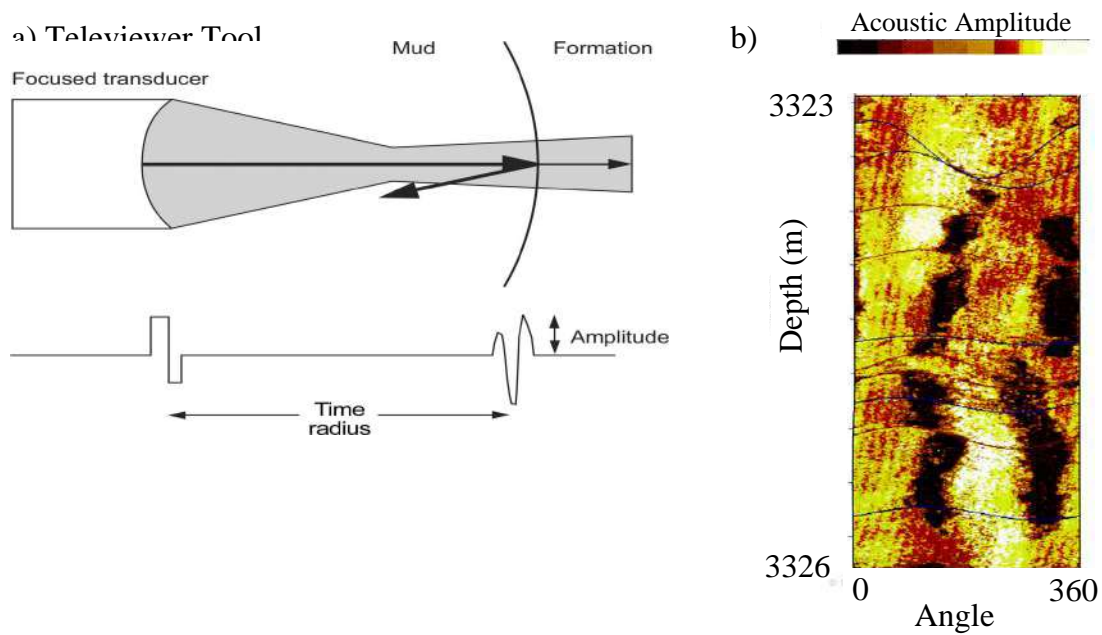 a) Televiewer Tool
Mud
Formation
Focused transducer
Amplitude
Time
radius
b)
Acoustic Amplitude
3323
Depth (m)
3326
0
360
Angle